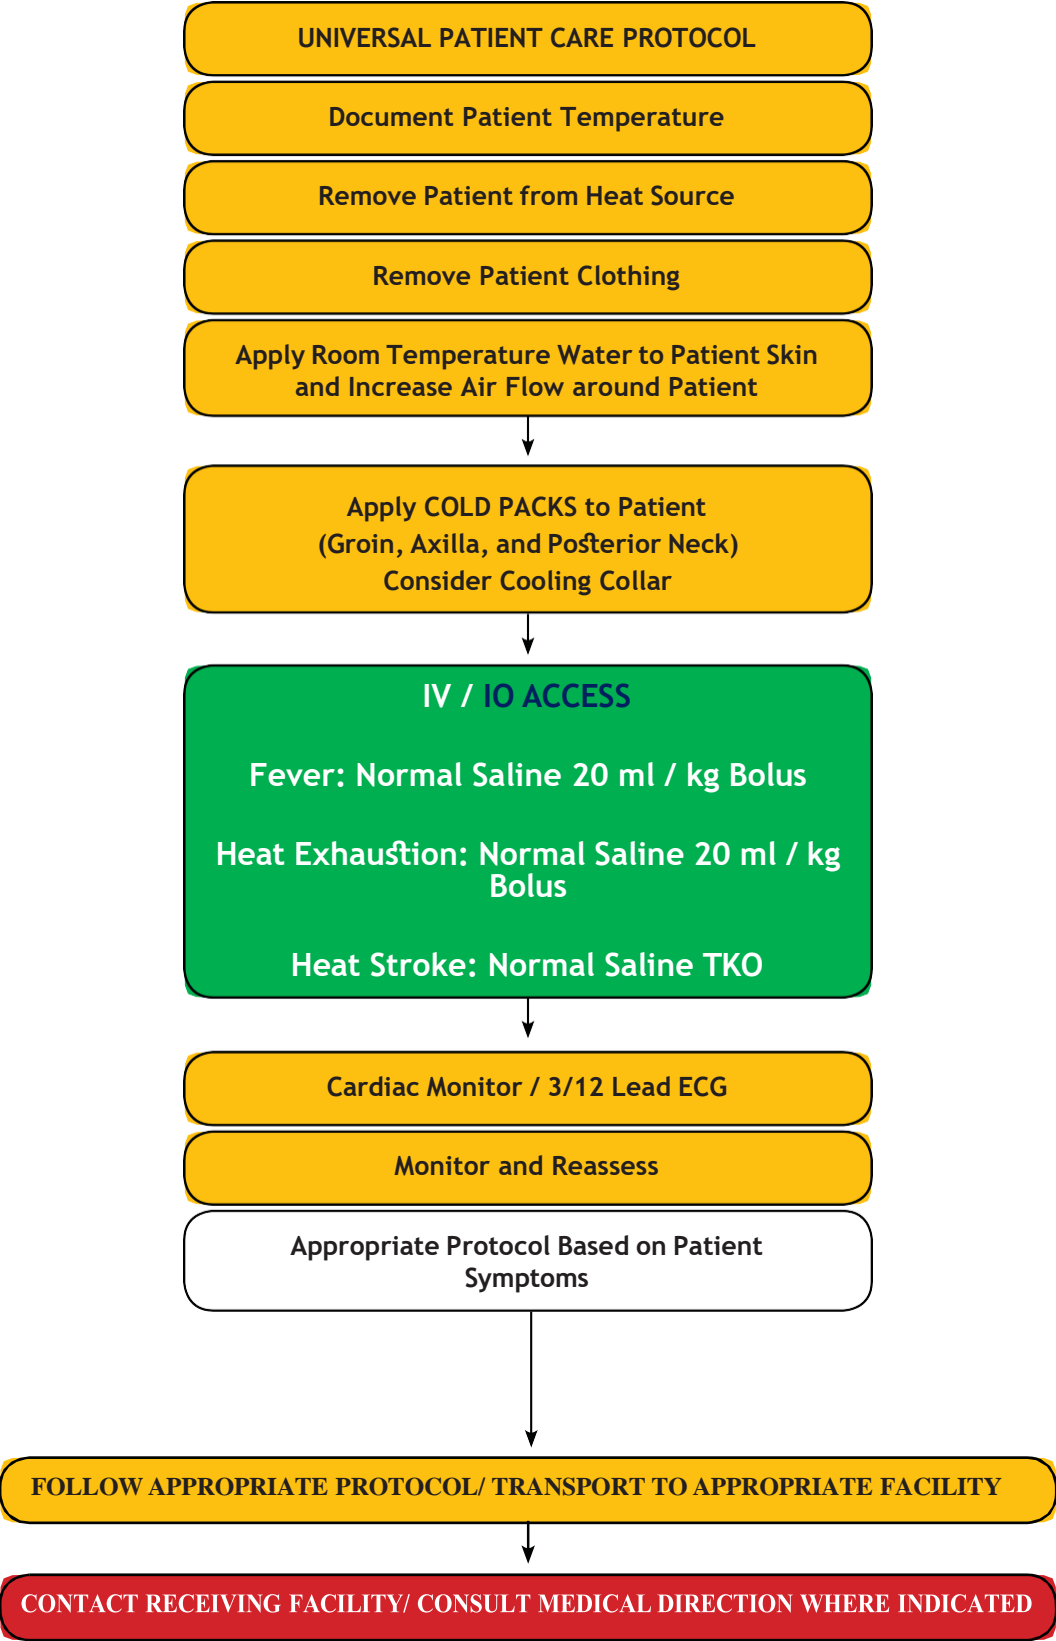 UNIVERSAL PATIENT CARE PROTOCOL
Document Patient Temperature
Remove Patient from Heat Source
Remove Patient Clothing
Apply Room Temperature Water to Patient Skin
and Increase Air Flow around Patient
Apply COLD PACKS to Patient
(Groin, Axilla, and Posterior Neck)
Consider Cooling Collar
IV / IO ACCESS
Fever: Normal Saline 20 ml / kg Bolus
Heat Exhaustion: Normal Saline 20 ml / kg
Bolus
Heat Stroke: Normal Saline TKO
Cardiac Monitor / 3/12 Lead ECG
Monitor and Reassess
Appropriate Protocol Based on Patient
Symptoms
FOLLOW APPROPRIATE PROTOCOL/ TRANSPORT TO APPROPRIATE FACILITY
CONTACT RECEIVING FACILITY/ CONSULT MEDICAL DIRECTION WHERE INDICATED